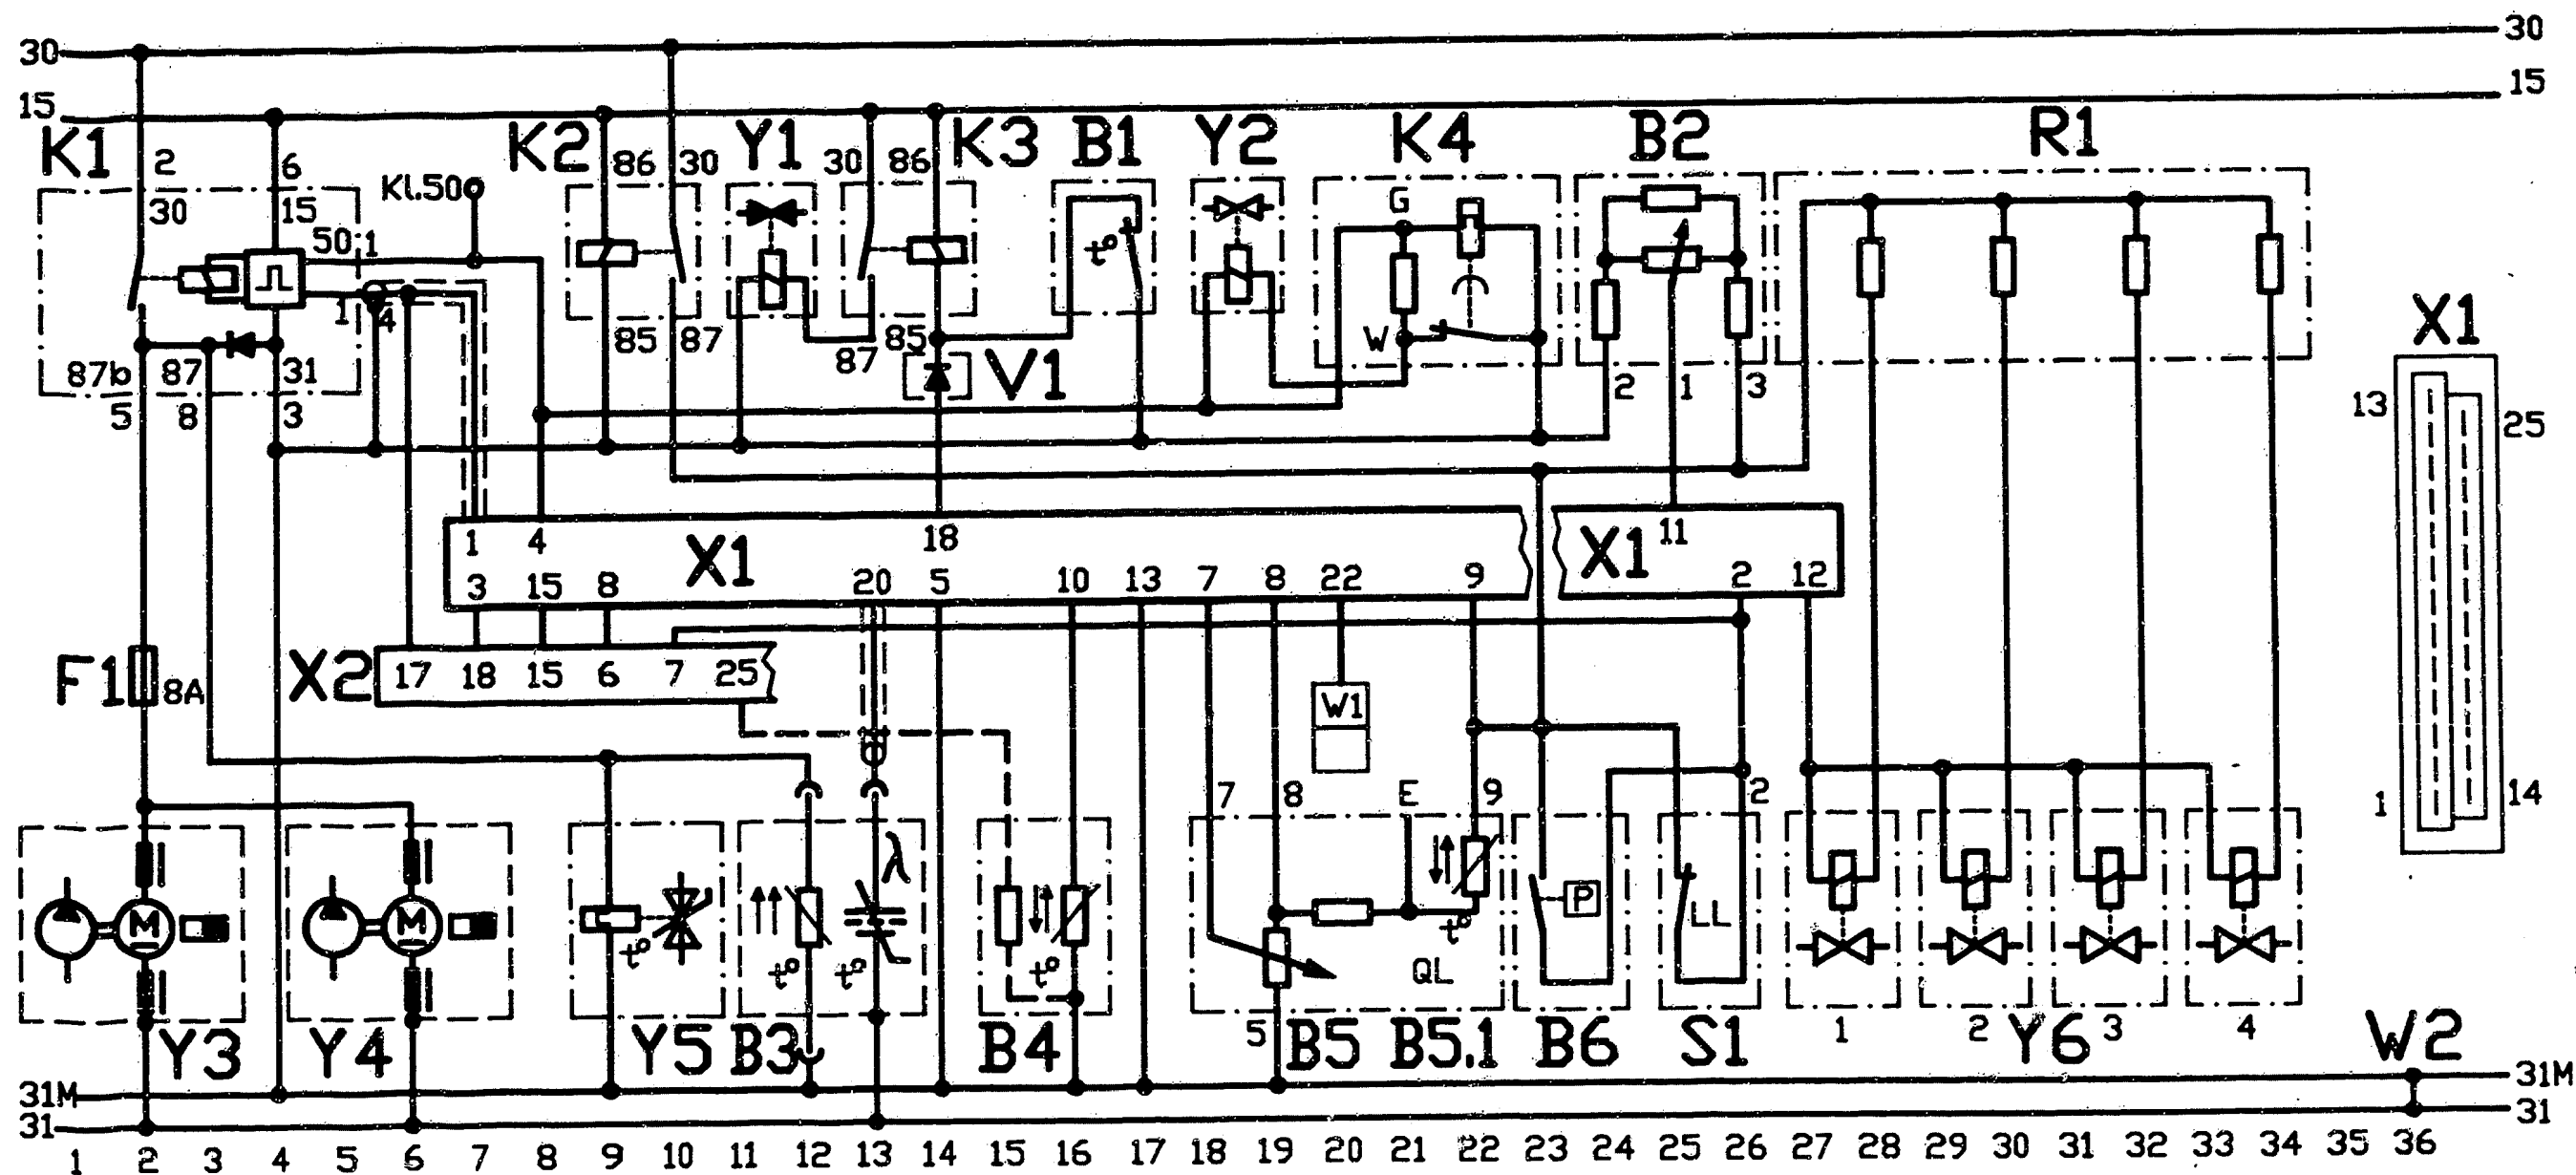 30 30
15 15
K1 2 6 Kl.50 K2 86 30 Y1 30 86 K3 B1 Y2 K4 B2 R1
30 15 50 1 G
t°
1 4 W X1
87b 87 31 85 87 87 85 V1
5 8 3 2 1 3 13 25
1 4 X1 18 X1 11
3 15 8 20 5 10 13 7 8 22 9 2 12
F1 8A X2 17 18 15 6 7 25 W1
7 8 E 9 2 1 14
λ
M M P LL
t° t° t° t° t° QL
Y3 Y4 Y5 B3 B4 5 B5 B5.1 B6 S1 1 2 Y6 3 4 W2
31M 31M
31 31
1 2 3 4 5 6 7 8 9 10 11 12 13 14 15 16 17 18 19 20 21 22 23 24 25 26 27 28 29 30 31 32 33 34 35 36